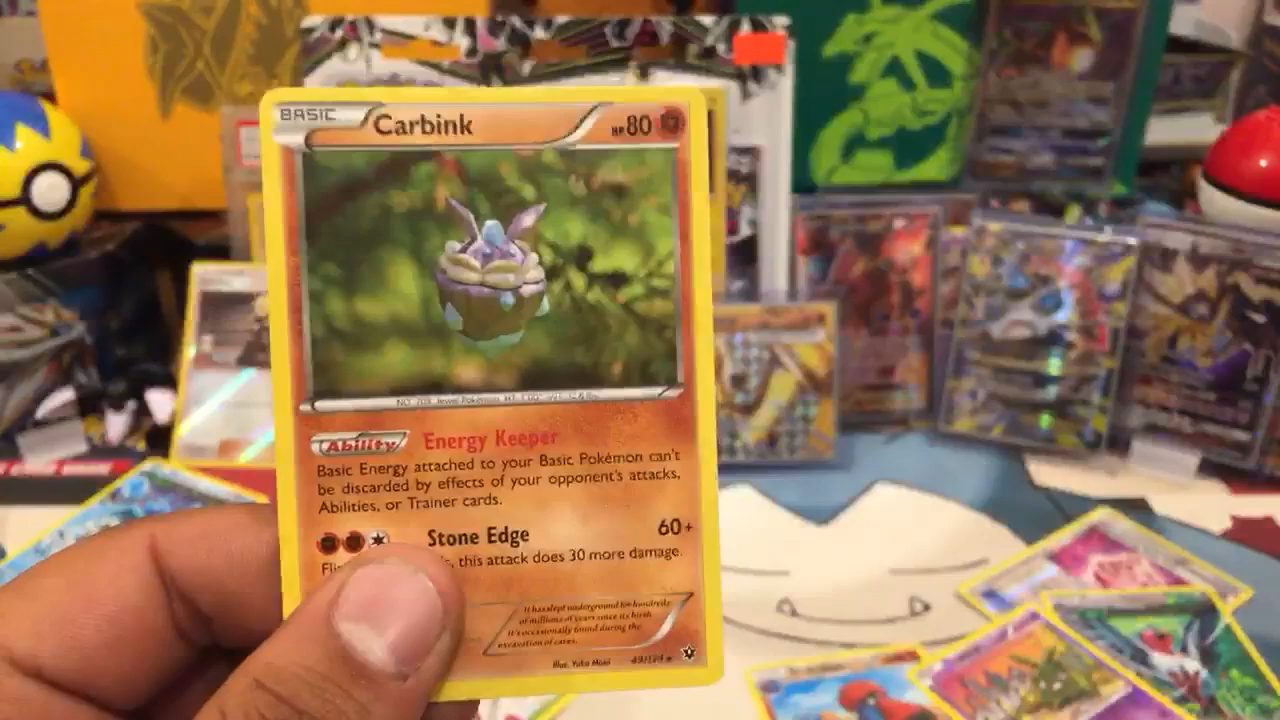 BASIC Carbink HP80
Ability Energy Keeper
Basic Energy attached to your Basic Pokémon can't
be discarded by effects of your opponent's attacks,
Abilities, or Trainer cards.
Stone Edge 60+
this attack does 30 more damage.
It has slept underground for hundreds
of millions of years since its birth.
It's occasionally found during the
excavation of caves.
Illus. Yuka Morii